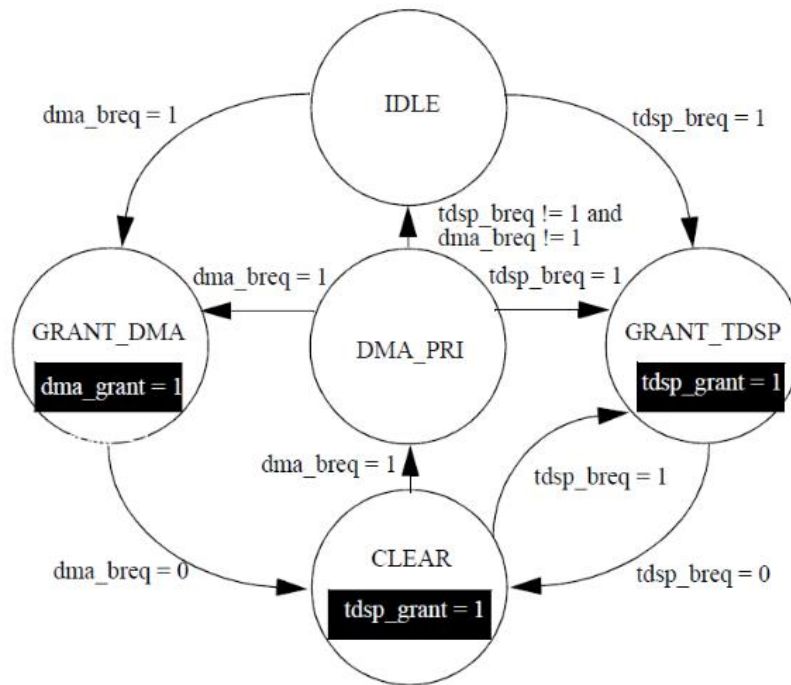 IDLE
dma_breq = 1
tdsp_breq = 1
tdsp_breq != 1 and
dma_breq != 1
dma_breq = 1
tdsp_breq = 1
GRANT_DMA
dma_grant = 1
DMA_PRI
GRANT_TDSP
tdsp_grant = 1
dma_breq = 1
tdsp_breq = 1
CLEAR
tdsp_grant = 1
dma_breq = 0
tdsp_breq = 0